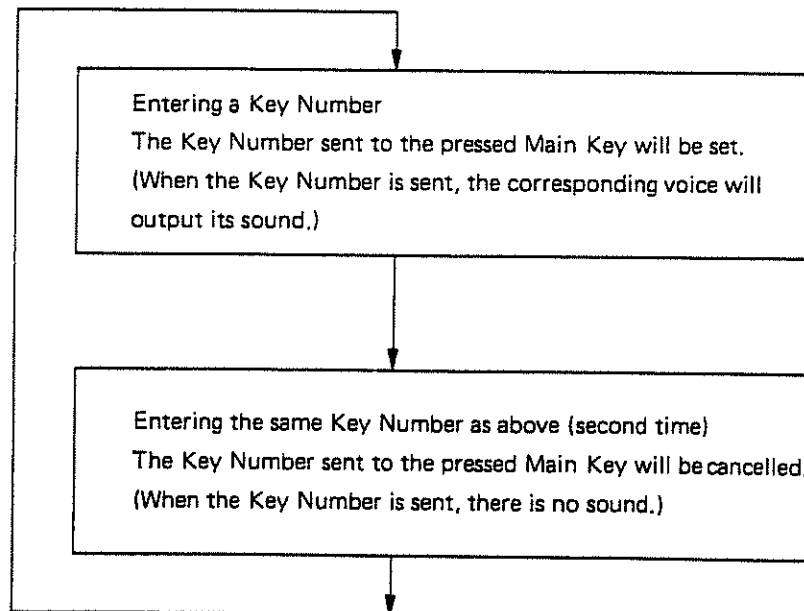 Entering a Key Number
The Key Number sent to the pressed Main Key will be set.
(When the Key Number is sent, the corresponding voice will
output its sound.)
Entering the same Key Number as above (second time)
The Key Number sent to the pressed Main Key will be cancelled.
(When the Key Number is sent, there is no sound.)